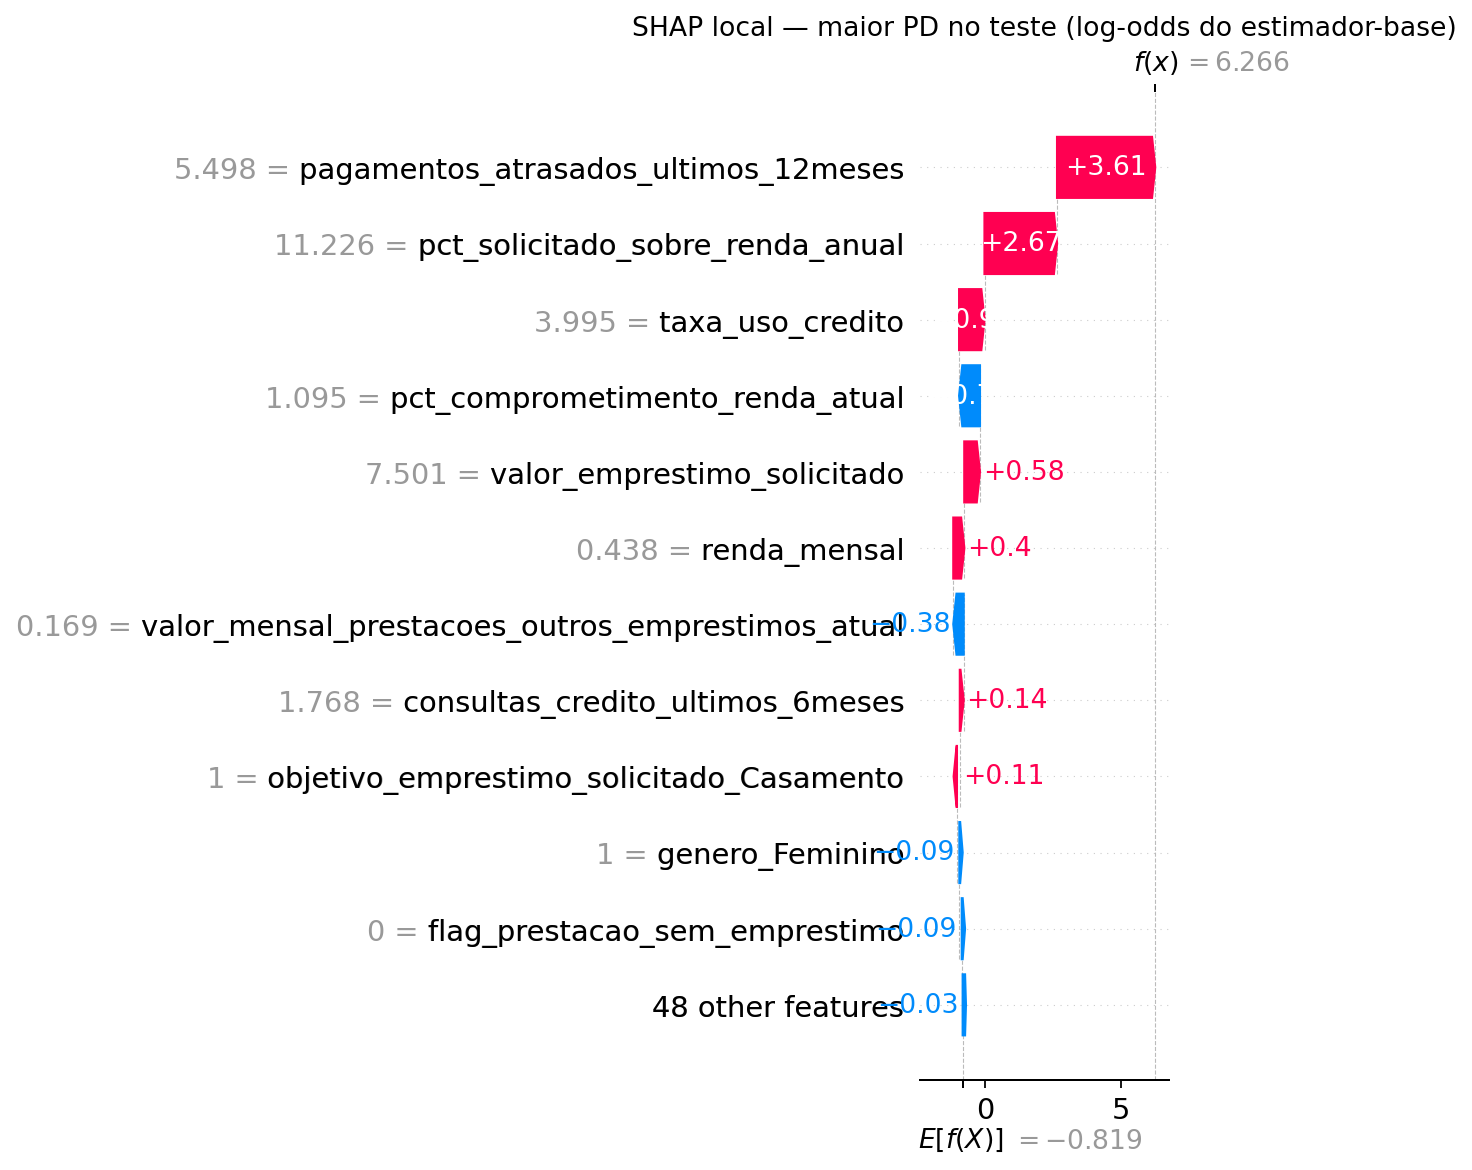 SHAP local — maior PD no teste (log-odds do estimador-base)
f(x) = 6.266
5.498 = pagamentos_atrasados_ultimos_12meses +3.61
11.226 = pct_solicitado_sobre_renda_anual +2.67
3.995 = taxa_uso_credito
1.095 = pct_comprometimento_renda_atual
7.501 = valor_emprestimo_solicitado +0.58
0.438 = renda_mensal +0.4
0.169 = valor_mensal_prestacoes_outros_emprestimos_atual −0.38
1.768 = consultas_credito_ultimos_6meses +0.14
1 = objetivo_emprestimo_solicitado_Casamento +0.11
1 = genero_Feminino −0.09
0 = flag_prestacao_sem_emprestimo −0.09
48 other features −0.03
0 5
E[f(X)] = −0.819